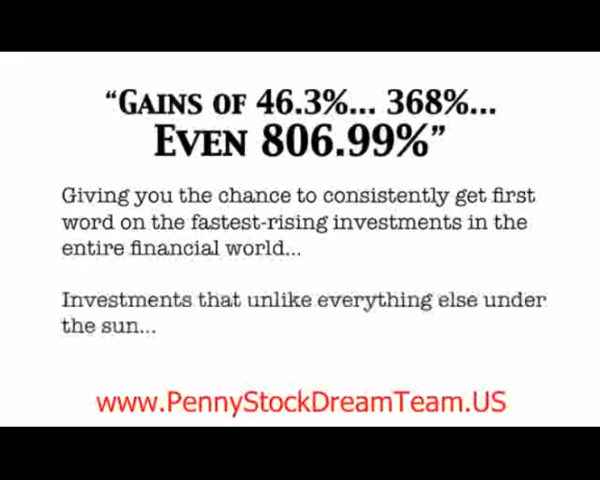 “GAINS OF 46.3%... 368%...
EVEN 806.99%”
Giving you the chance to consistently get first
word on the fastest-rising investments in the
entire financial world...
Investments that unlike everything else under
the sun...
www.PennyStockDreamTeam.US